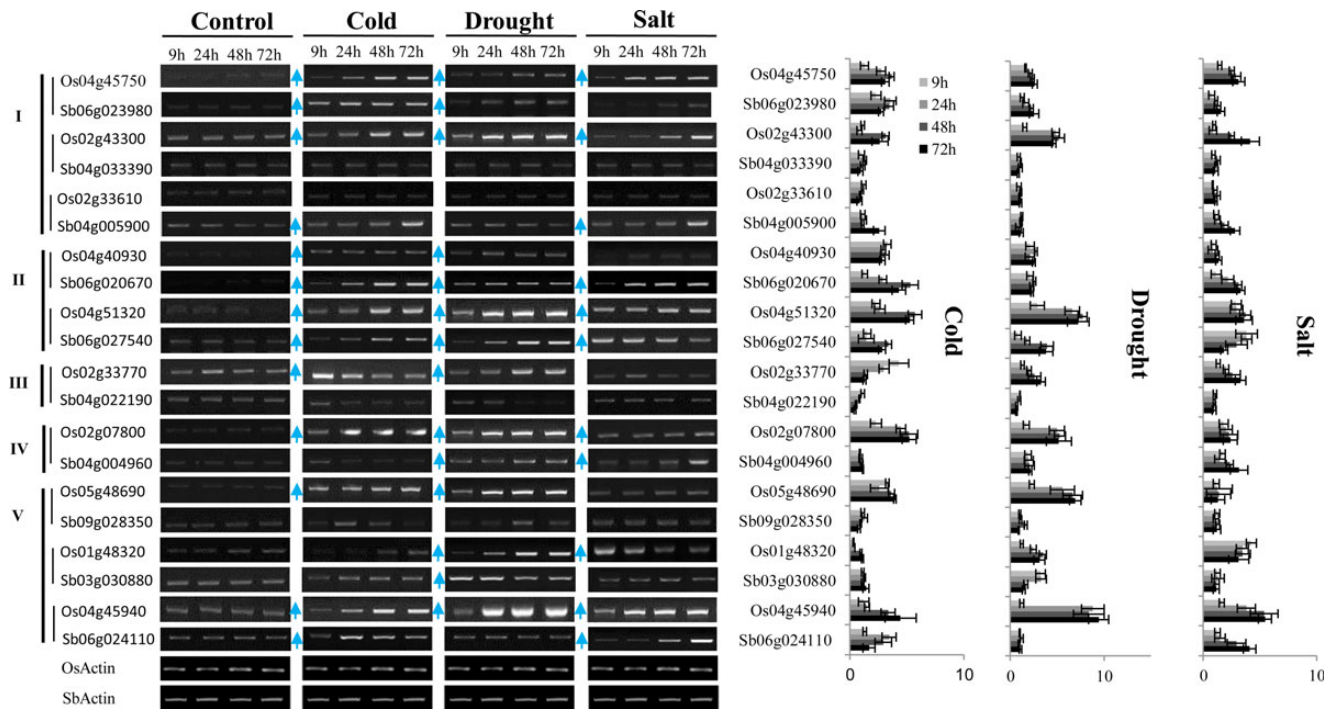 Control Cold Drought Salt
9h 24h 48h 72h 9h 24h 48h 72h 9h 24h 48h 72h 9h 24h 48h 72h
I
Os04g45750
Sb06g023980
Os02g43300
Sb04g033390
Os02g33610
Sb04g005900
II
Os04g40930
Sb06g020670
Os04g51320
Sb06g027540
III
Os02g33770
Sb04g022190
IV
Os02g07800
Sb04g004960
V
Os05g48690
Sb09g028350
Os01g48320
Sb03g030880
Os04g45940
Sb06g024110
OsActin
SbActin
Os04g45750
Sb06g023980
Os02g43300
Sb04g033390
Os02g33610
Sb04g005900
Os04g40930
Sb06g020670
Os04g51320
Sb06g027540
Os02g33770
Sb04g022190
Os02g07800
Sb04g004960
Os05g48690
Sb09g028350
Os01g48320
Sb03g030880
Os04g45940
Sb06g024110
9h
24h
48h
72h
Cold
0 10
Drought
0 10
Salt
0 10